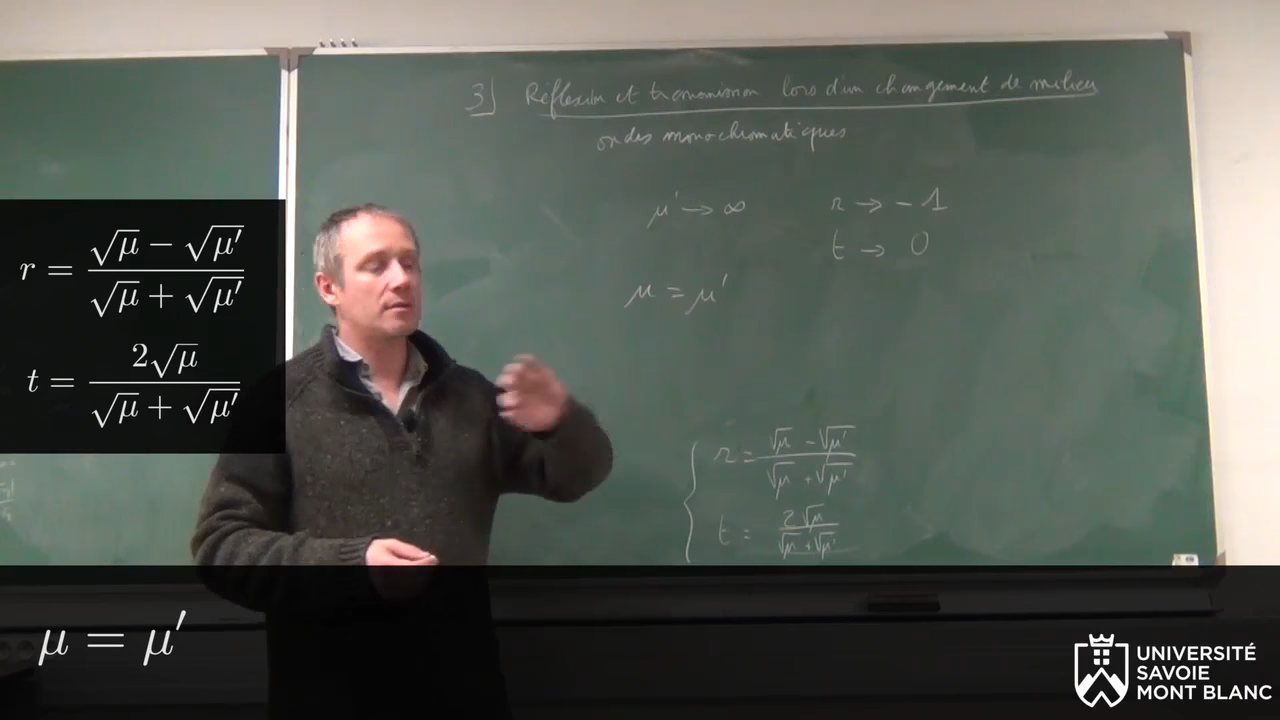 3] Réflexion et transmission lors d'un changement de milieu
ondes monochromatiques
μ' → ∞
r → -1
t → 0
μ = μ'
r = (√μ - √μ') / (√μ + √μ')
t = 2√μ / (√μ + √μ')
r = (√μ - √μ') / (√μ + √μ')
t = 2√μ / (√μ + √μ')
μ = μ'
UNIVERSITÉ
SAVOIE
MONT BLANC